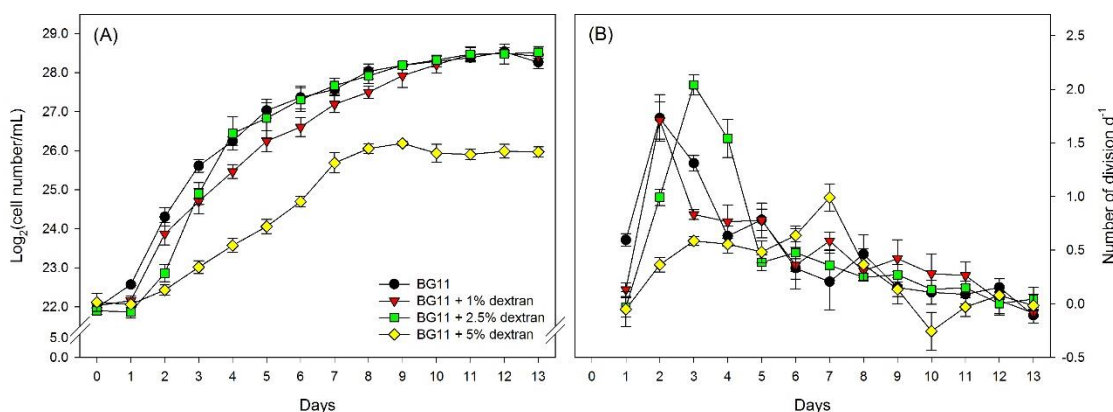 (A)
Log2(cell number/mL)
29.0
28.0
27.0
26.0
25.0
24.0
23.0
22.0
5.0
0.0
BG11
BG11 + 1% dextran
BG11 + 2.5% dextran
BG11 + 5% dextran
0 1 2 3 4 5 6 7 8 9 10 11 12 13
Days
(B)
2.5
2.0
1.5
1.0
0.5
0.0
-0.5
Number of division d⁻¹
0 1 2 3 4 5 6 7 8 9 10 11 12 13
Days